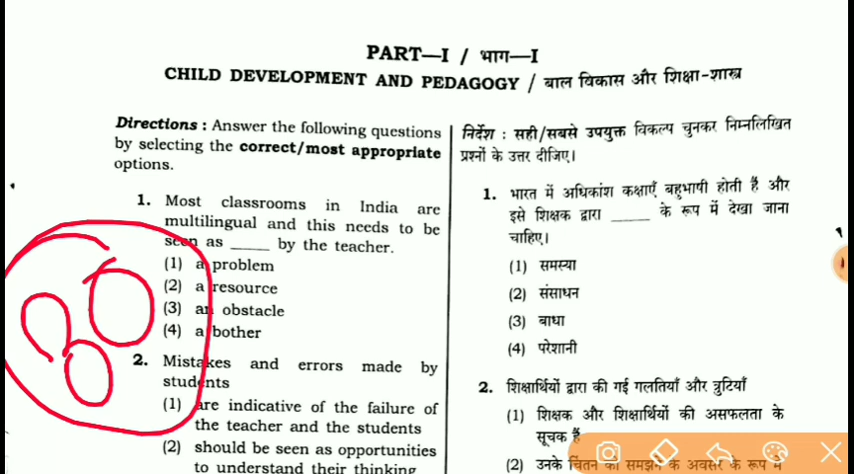 PART—I / भाग—I
CHILD DEVELOPMENT AND PEDAGOGY / बाल विकास और शिक्षा-शास्त्र
Directions : Answer the following questions
by selecting the correct/most appropriate
options.
1. Most classrooms in India are
multilingual and this needs to be
seen as _____ by the teacher.
(1) a problem
(2) a resource
(3) an obstacle
(4) a bother
2. Mistakes and errors made by
students
(1) are indicative of the failure of
the teacher and the students
(2) should be seen as opportunities
to understand their thinking
निर्देश : सही/सबसे उपयुक्त विकल्प चुनकर निम्नलिखित
प्रश्नों के उत्तर दीजिए।
1. भारत में अधिकांश कक्षाएँ बहुभाषी होती हैं और
इसे शिक्षक द्वारा _____ के रूप में देखा जाना
चाहिए।
(1) समस्या
(2) संसाधन
(3) बाधा
(4) परेशानी
2. शिक्षार्थियों द्वारा की गई गलतियाँ और त्रुटियाँ
(1) शिक्षक और शिक्षार्थियों की असफलता के
सूचक हैं
(2) उनके चिंतन को समझने के अवसर के रूप में